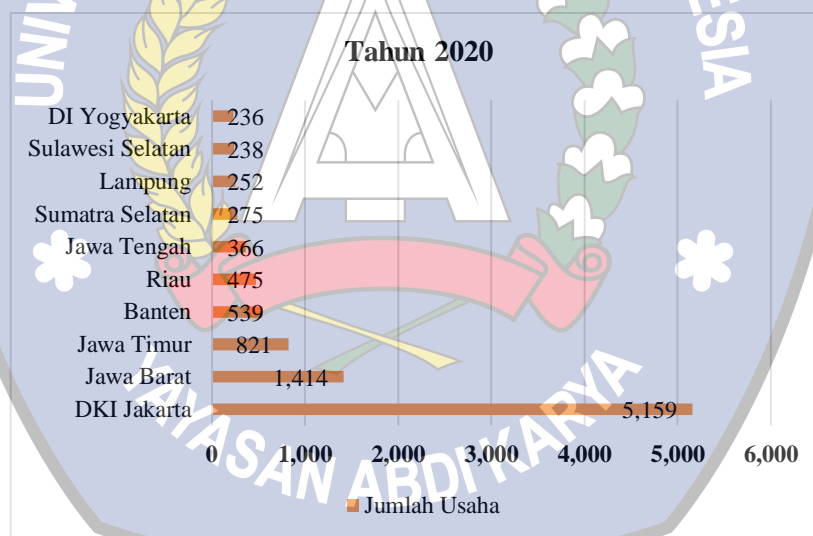 UNIV
ESIA
Tahun 2020
DI Yogyakarta 236
Sulawesi Selatan 238
Lampung 252
Sumatra Selatan 275
Jawa Tengah 366
Riau 475
Banten 539
Jawa Timur 821
Jawa Barat 1,414
DKI Jakarta 5,159
0 1,000 2,000 3,000 4,000 5,000 6,000
Jumlah Usaha
YAYASAN ABDI KARYA